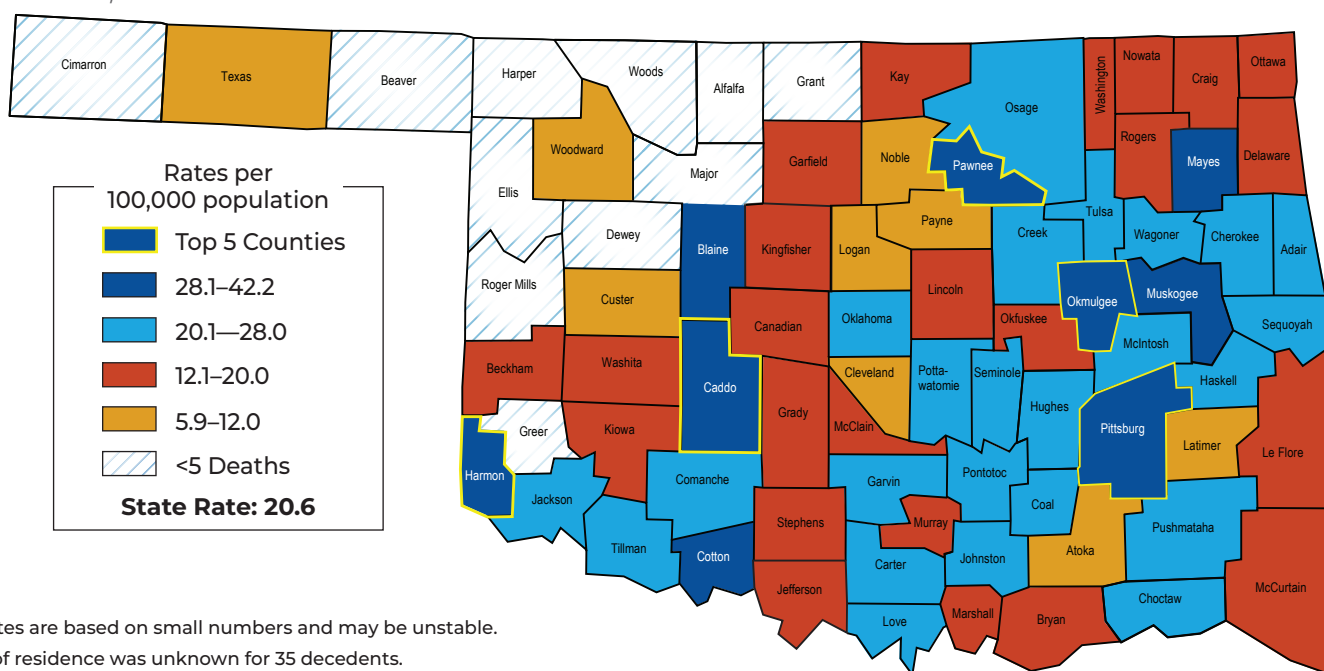 Cimarron
Texas
Beaver
Harper
Woods
Alfalfa
Grant
Kay
Osage
Washington
Nowata
Craig
Ottawa
Woodward
Ellis
Major
Garfield
Noble
Pawnee
Rogers
Mayes
Delaware
Rates per
100,000 population
Top 5 Counties
28.1–42.2
20.1—28.0
12.1–20.0
5.9–12.0
<5 Deaths
State Rate: 20.6
Dewey
Blaine
Kingfisher
Logan
Payne
Creek
Tulsa
Wagoner
Cherokee
Adair
Roger Mills
Custer
Canadian
Oklahoma
Lincoln
Okfuskee
Okmulgee
Muskogee
McIntosh
Sequoyah
Beckham
Washita
Caddo
Grady
Cleveland
McClain
Potta-
watomie
Seminole
Hughes
Pittsburg
Haskell
Latimer
Le Flore
Harmon
Greer
Kiowa
Jackson
Comanche
Tillman
Cotton
Stephens
Jefferson
Garvin
Murray
Carter
Love
Pontotoc
Johnston
Marshall
Coal
Atoka
Bryan
Pushmataha
Choctaw
McCurtain
are based on small numbers and may be unstable.
of residence was unknown for 35 decedents.